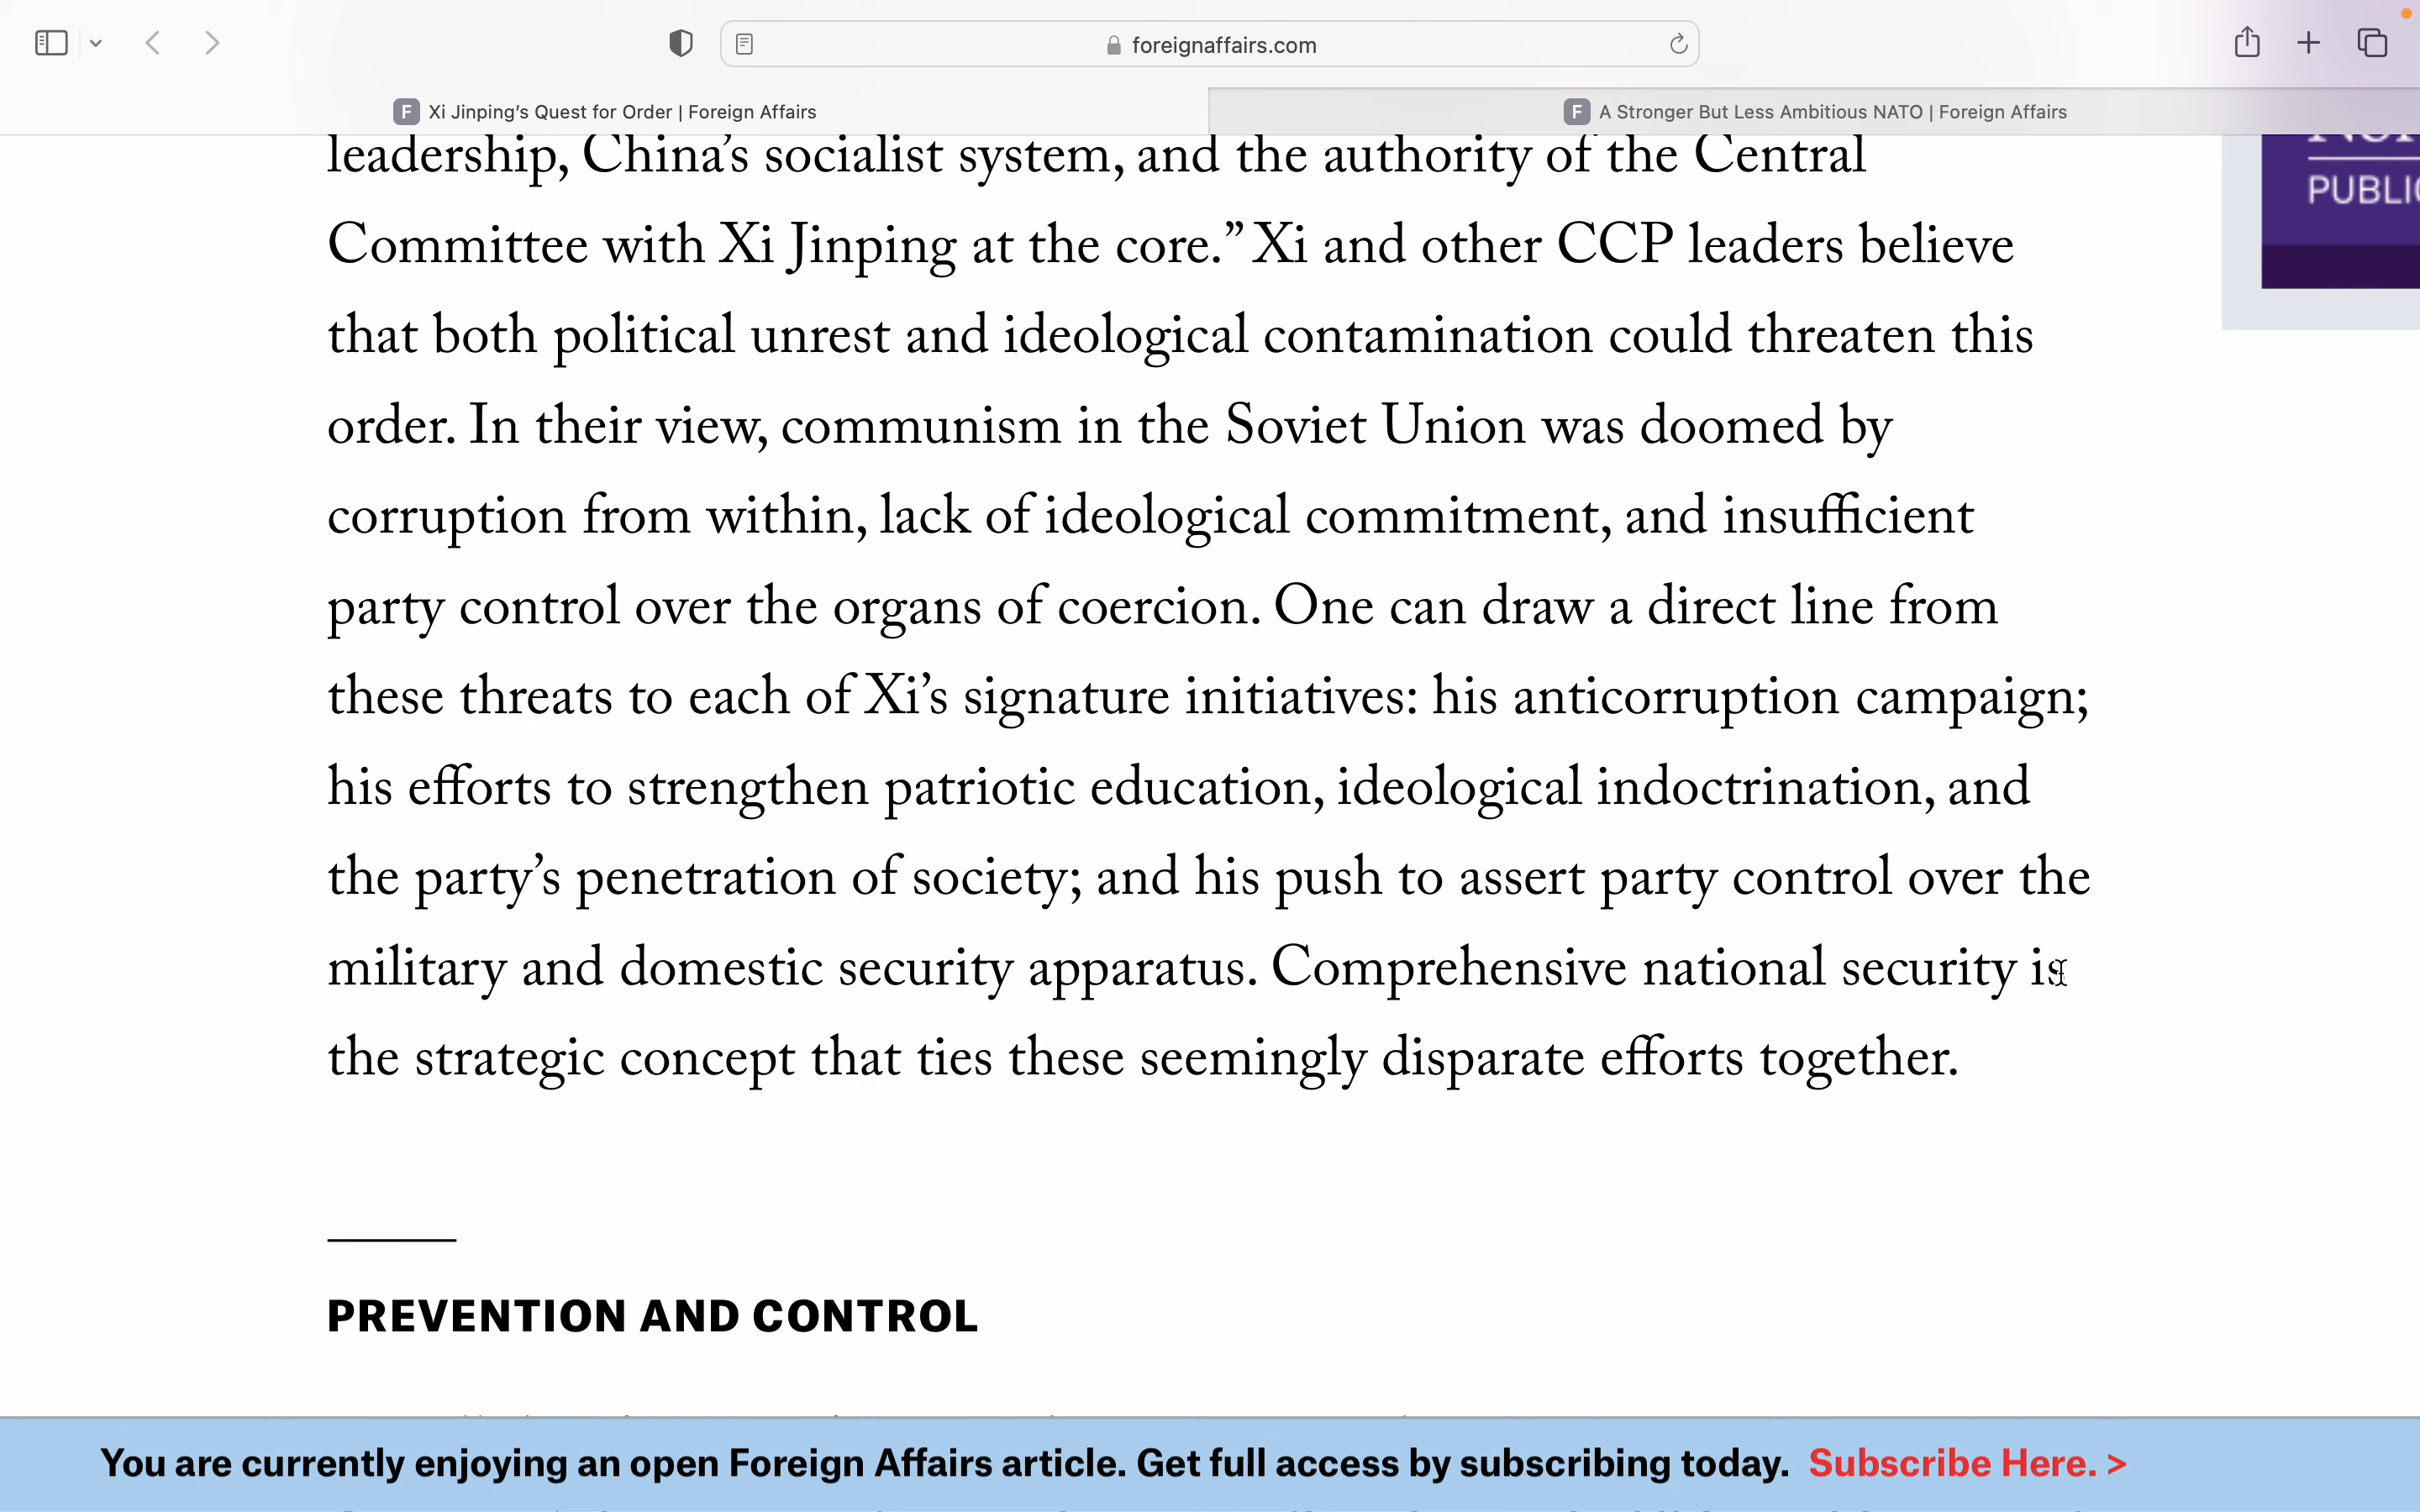 foreignaffairs.com
F Xi Jinping's Quest for Order | Foreign Affairs
F A Stronger But Less Ambitious NATO | Foreign Affairs
leadership, China’s socialist system, and the authority of the Central
Committee with Xi Jinping at the core.” Xi and other CCP leaders believe
that both political unrest and ideological contamination could threaten this
order. In their view, communism in the Soviet Union was doomed by
corruption from within, lack of ideological commitment, and insufficient
party control over the organs of coercion. One can draw a direct line from
these threats to each of Xi’s signature initiatives: his anticorruption campaign;
his efforts to strengthen patriotic education, ideological indoctrination, and
the party’s penetration of society; and his push to assert party control over the
military and domestic security apparatus. Comprehensive national security is
the strategic concept that ties these seemingly disparate efforts together.
PREVENTION AND CONTROL
You are currently enjoying an open Foreign Affairs article. Get full access by subscribing today. Subscribe Here. >